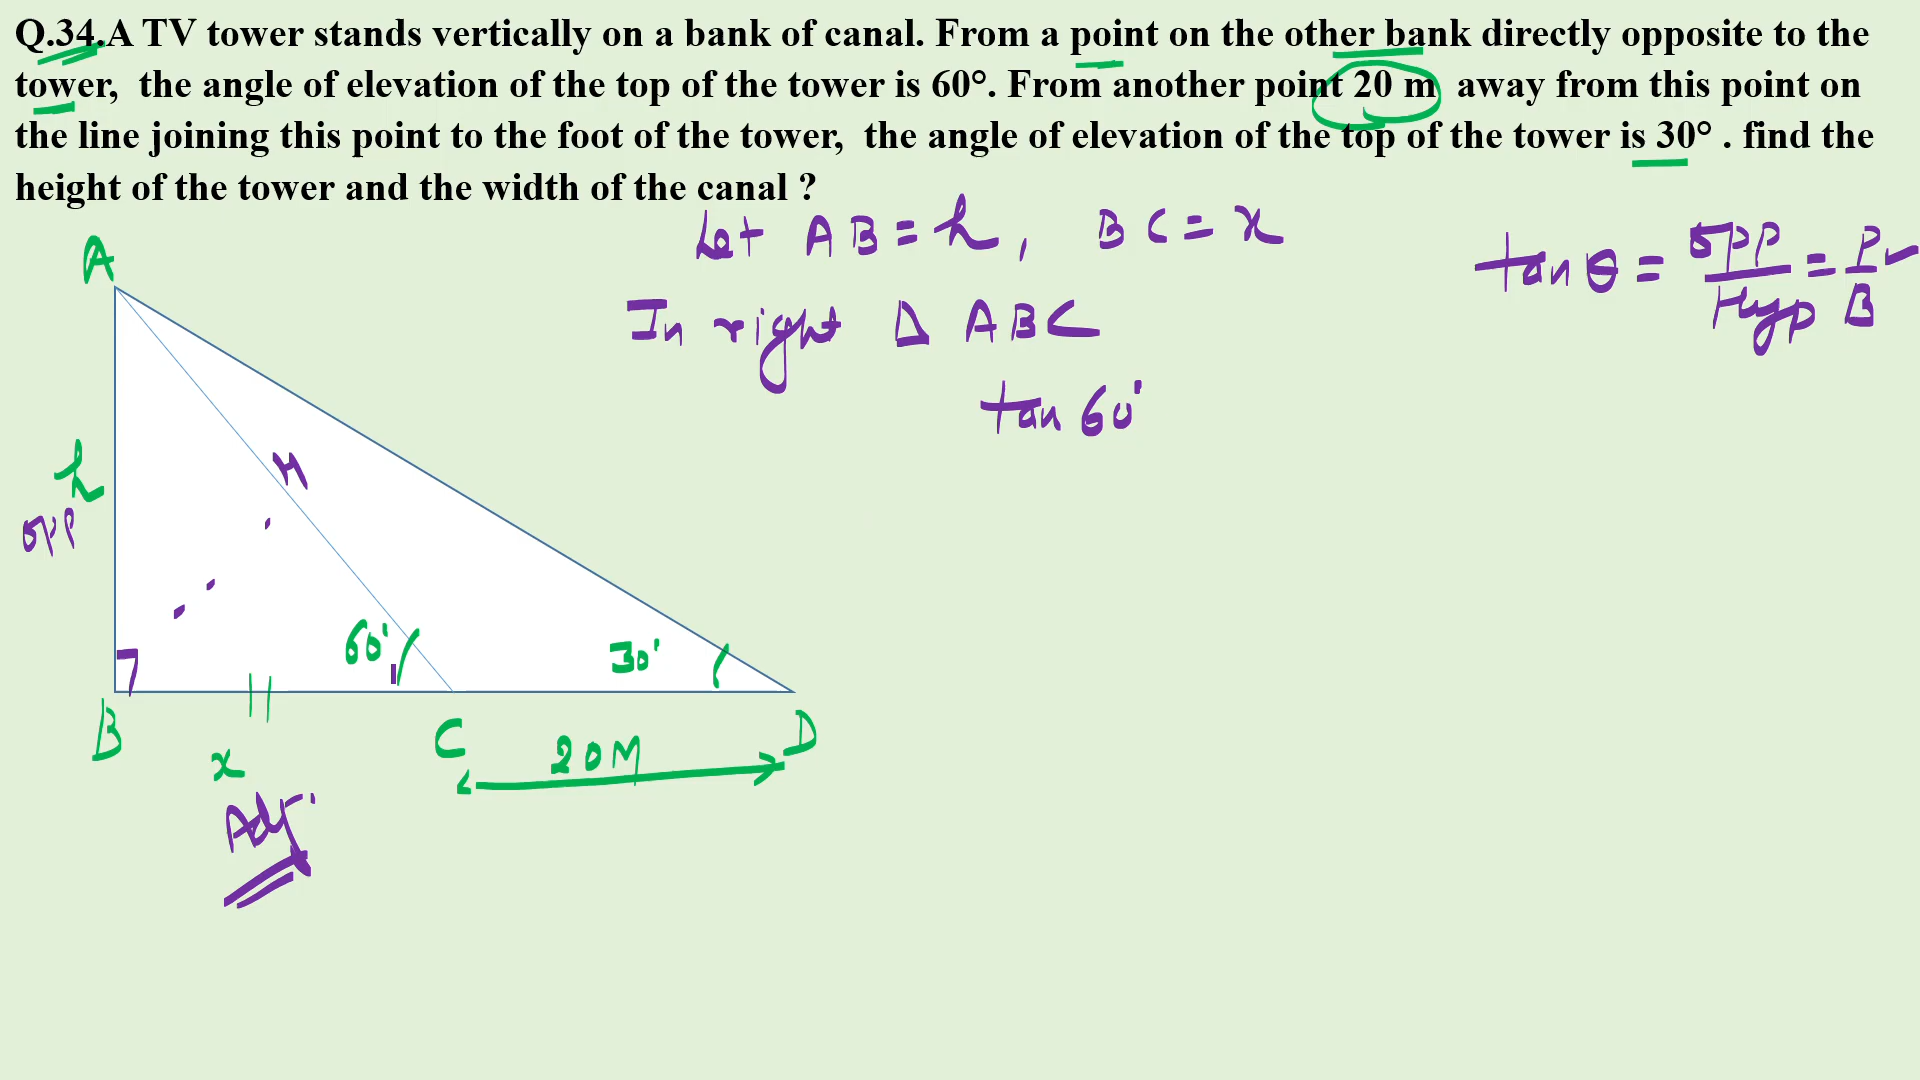 Q.34.A TV tower stands vertically on a bank of canal. From a point on the other bank directly opposite to the
tower, the angle of elevation of the top of the tower is 60°. From another point 20 m away from this point on
the line joining this point to the foot of the tower, the angle of elevation of the top of the tower is 30° . find the
height of the tower and the width of the canal ?
Let AB = h, BC = x
tan θ = opp/Hyp = P/B
In right Δ ABC
tan 60°
A
h
opp
H
60°
30°
B
C
D
x
20M
Adj.